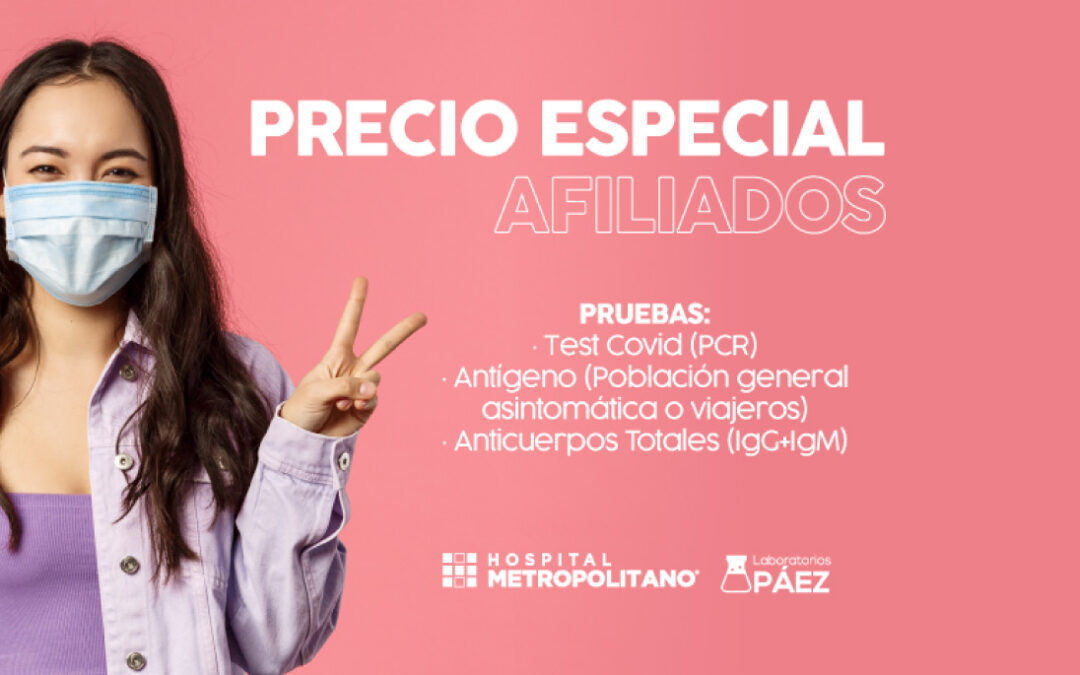 PRECIO ESPECIAL
AFILIADOS
PRUEBAS:
· Test Covid (PCR)
· Antígeno (Población general
asintomática o viajeros)
· Anticuerpos Totales (IgG+IgM)
HOSPITAL
METROPOLITANO®
Laboratorios
PÁEZ